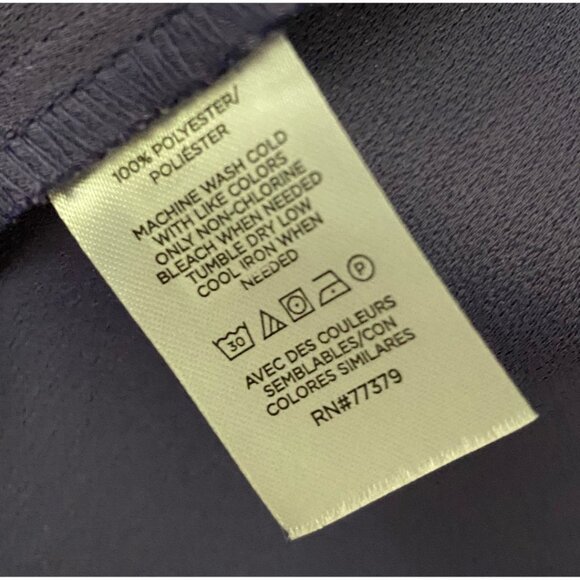 100% POLYESTER/
POLIÉSTER
MACHINE WASH COLD
WITH LIKE COLORS
ONLY NON-CHLORINE
BLEACH WHEN NEEDED
TUMBLE DRY LOW
COOL IRON WHEN
NEEDED
30 P
AVEC DES COULEURS
SEMBLABLES/CON
COLORES SIMILARES
RN#77379